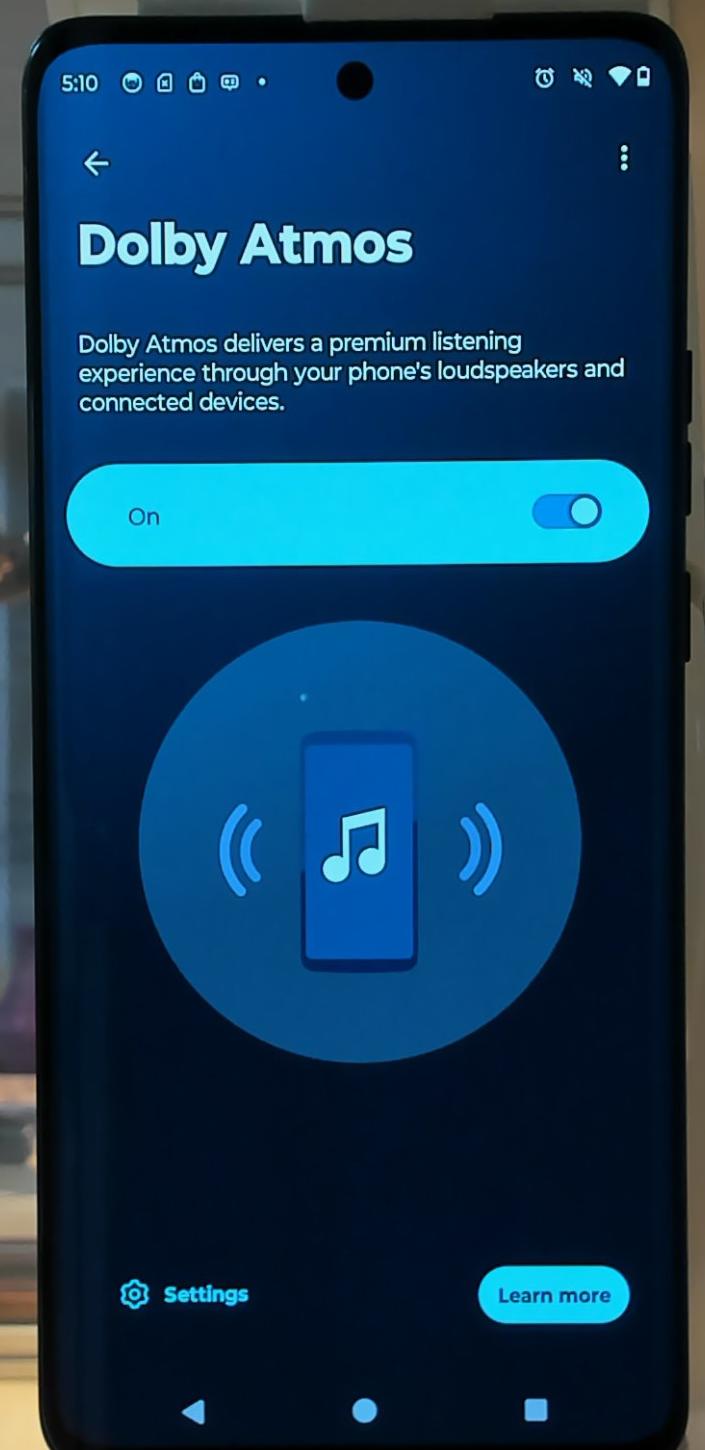 5:10
Dolby Atmos
Dolby Atmos delivers a premium listening
experience through your phone's loudspeakers and
connected devices.
On
Settings
Learn more